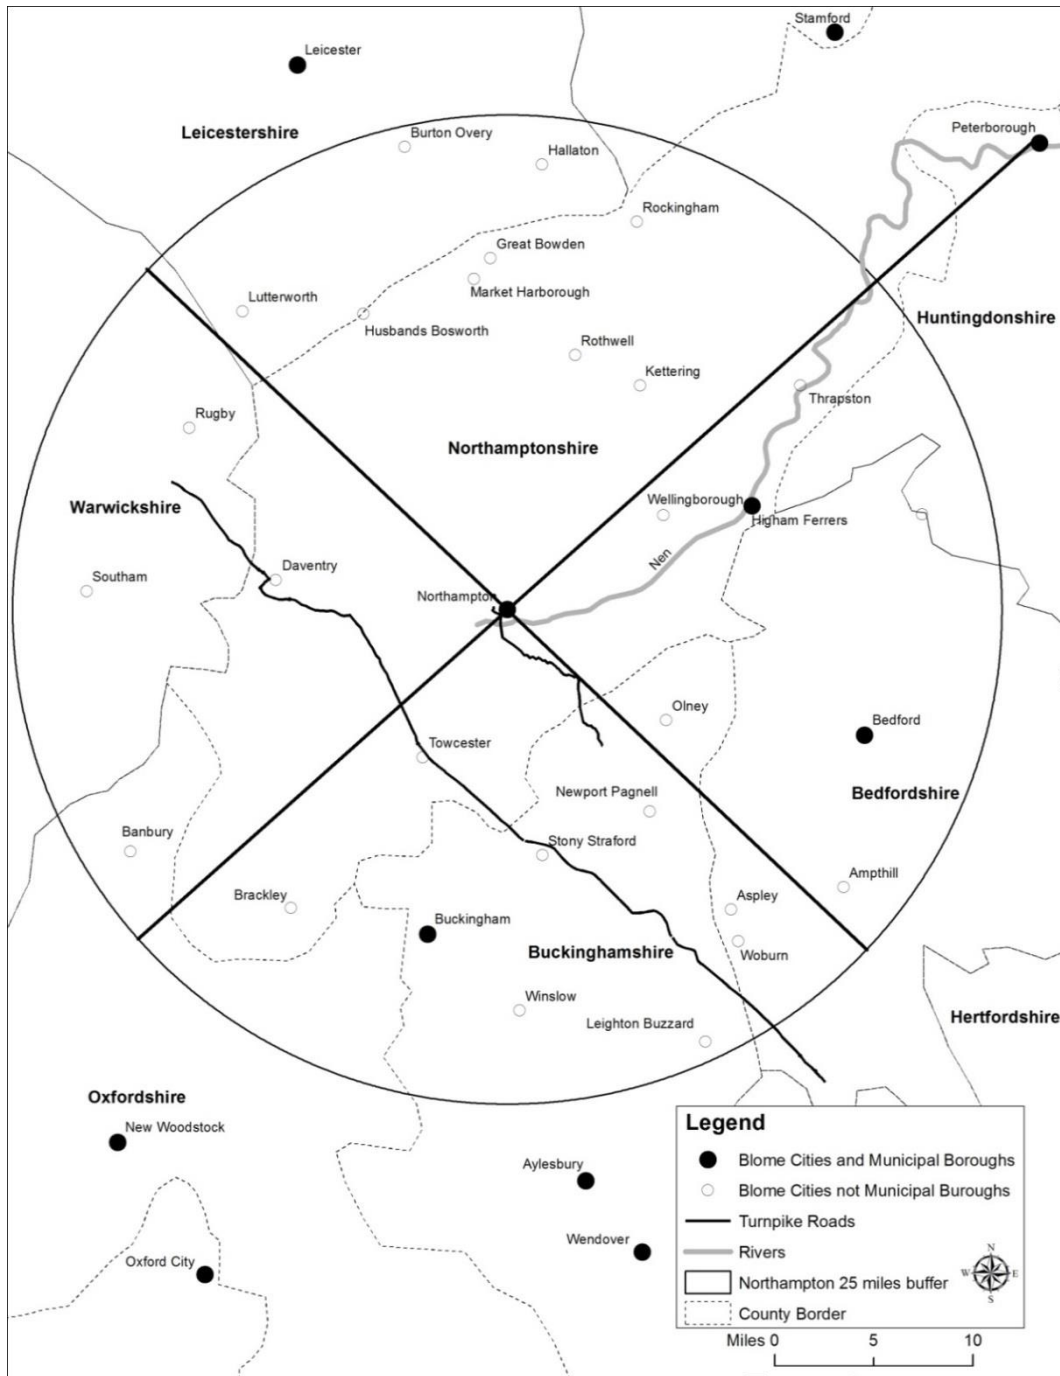 Stamford
Leicester
Leicestershire
Burton Overy
Peterborough
Hallaton
Rockingham
Great Bowden
Market Harborough
Lutterworth
Husbands Bosworth
Huntingdonshire
Rothwell
Kettering
Thrapston
Rugby
Northamptonshire
Warwickshire
Wellingborough
Higham Ferrers
Nen
Southam
Daventry
Northampton
Olney
Bedford
Towcester
Newport Pagnell
Bedfordshire
Banbury
Stony Straford
Ampthill
Brackley
Aspley
Buckingham
Buckinghamshire
Woburn
Winslow
Leighton Buzzard
Hertfordshire
Oxfordshire
New Woodstock
Aylesbury
Wendover
Oxford City
Legend
Blome Cities and Municipal Boroughs
Blome Cities not Municipal Buroughs
Turnpike Roads
Rivers
Northampton 25 miles buffer
County Border
N
W E
S
Miles 0 5 10